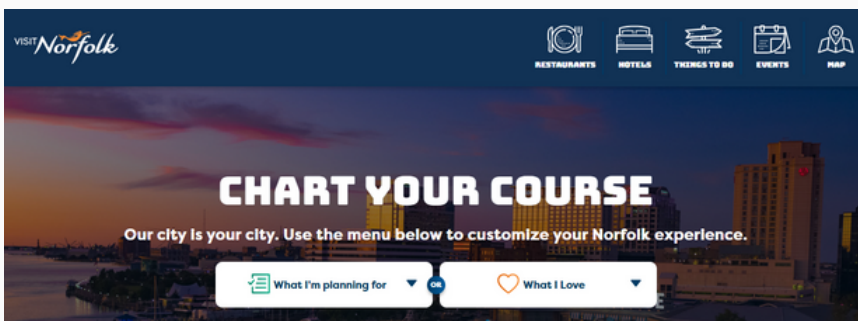 VISIT Norfolk
RESTAURANTS HOTELS THINGS TO DO EVENTS MAP
CHART YOUR COURSE
Our city is your city. Use the menu below to customize your Norfolk experience.
What I'm planning for OR What I Love